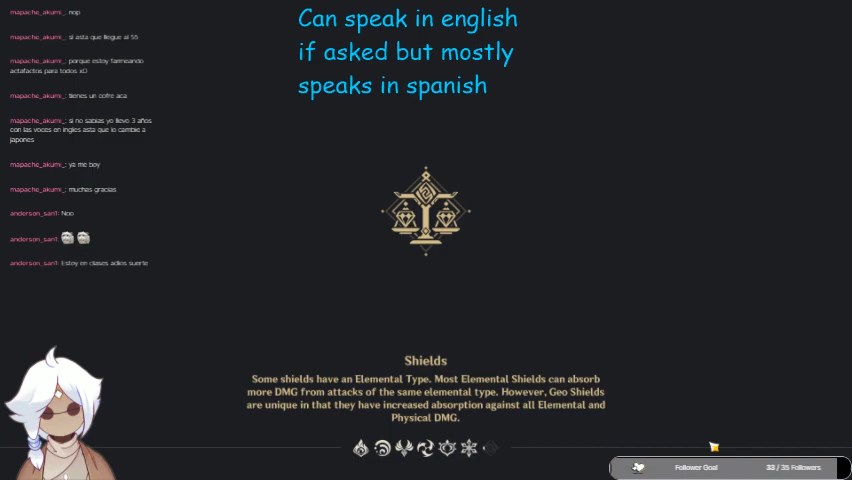 mapache_akumi_: nop
mapache_akumi_: si asta que llegue al 55
mapache_akumi_: porque estoy farmeando
actafactos para todos xD
mapache_akumi_: tienes un cofre aca
mapache_akumi_: si no sabias yo llevo 3 años
con las voces en ingles asta que lo cambie a
japones
mapache_akumi_: ya me boy
mapache_akumi_: muchas gracias
anderson_san1: Noo
anderson_san1:
anderson_san1: Estoy en clases adios suerte
Can speak in english
if asked but mostly
speaks in spanish
Shields
Some shields have an Elemental Type. Most Elemental Shields can absorb
more DMG from attacks of the same elemental type. However, Geo Shields
are unique in that they have increased absorption against all Elemental and
Physical DMG.
Follower Goal
33 / 35 Followers